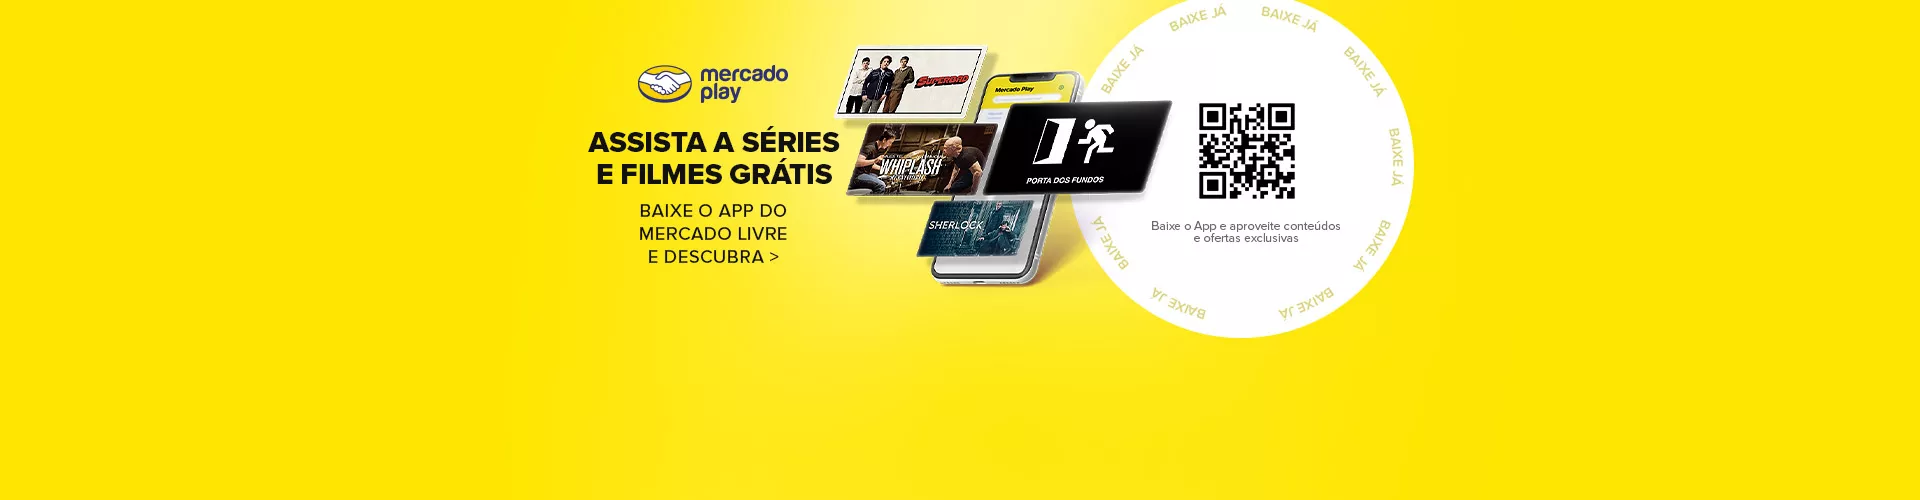 mercado
play
ASSISTA A SÉRIES
E FILMES GRÁTIS
BAIXE O APP DO
MERCADO LIVRE
E DESCUBRA >
SUPERBAD
Mercado Play
WHIPLASH
PORTA DOS FUNDOS
SHERLOCK
BAIXE JÁ
BAIXE JÁ
BAIXE JÁ
BAIXE JÁ
BAIXE JÁ
BAIXE JÁ
BAIXE JÁ
BAIXE JÁ
BAIXE JÁ
Baixe o App e aproveite conteúdos
e ofertas exclusivas